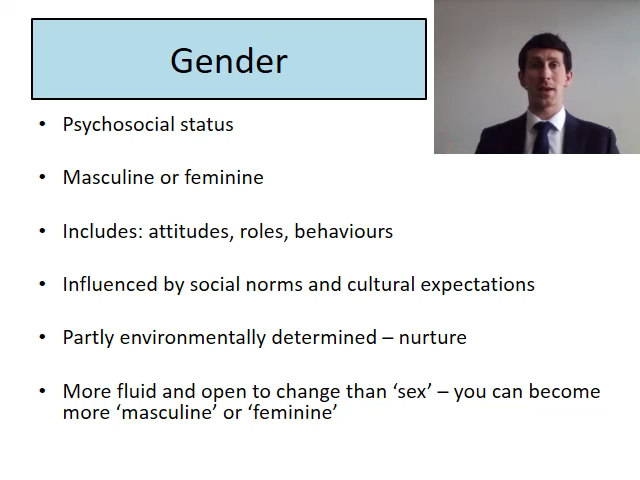 Gender
• Psychosocial status
• Masculine or feminine
• Includes: attitudes, roles, behaviours
• Influenced by social norms and cultural expectations
• Partly environmentally determined – nurture
• More fluid and open to change than ‘sex’ – you can become
more ‘masculine’ or ‘feminine’